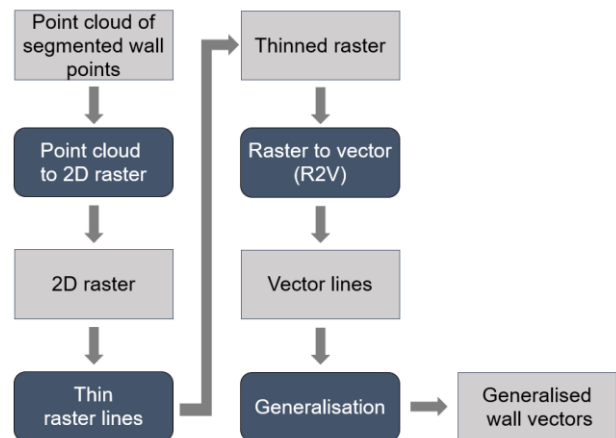 Point cloud of
segmented wall
points
Point cloud
to 2D raster
2D raster
Thin
raster lines
Thinned raster
Raster to vector
(R2V)
Vector lines
Generalisation
Generalised
wall vectors